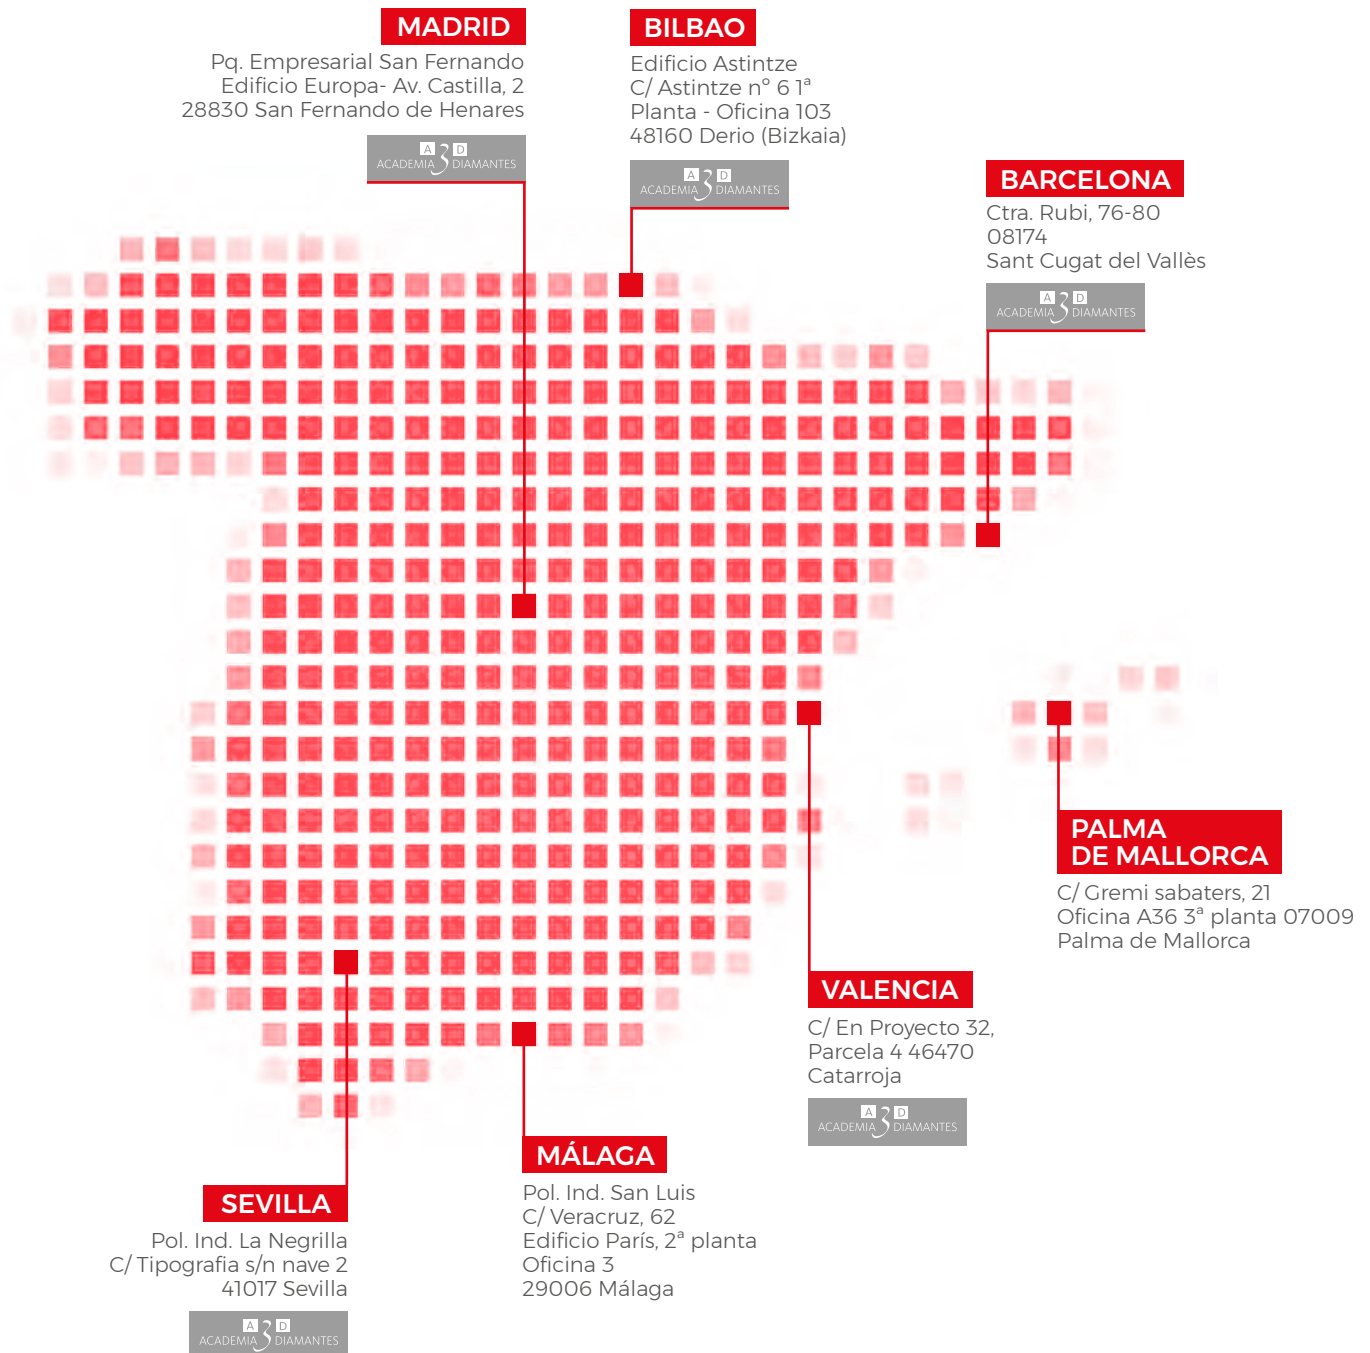 MADRID
Pq. Empresarial San Fernando
Edificio Europa- Av. Castilla, 2
28830 San Fernando de Henares
A D
ACADEMIA 3 DIAMANTES
BILBAO
Edificio Astintze
C/ Astintze nº 6 1ª
Planta - Oficina 103
48160 Derio (Bizkaia)
A D
ACADEMIA 3 DIAMANTES
BARCELONA
Ctra. Rubi, 76-80
08174
Sant Cugat del Vallès
A D
ACADEMIA 3 DIAMANTES
PALMA
DE MALLORCA
C/ Gremi sabaters, 21
Oficina A36 3ª planta 07009
Palma de Mallorca
VALENCIA
C/ En Proyecto 32,
Parcela 4 46470
Catarroja
A D
ACADEMIA 3 DIAMANTES
MÁLAGA
Pol. Ind. San Luis
C/ Veracruz, 62
Edificio París, 2ª planta
Oficina 3
29006 Málaga
SEVILLA
Pol. Ind. La Negrilla
C/ Tipografia s/n nave 2
41017 Sevilla
A D
ACADEMIA 3 DIAMANTES